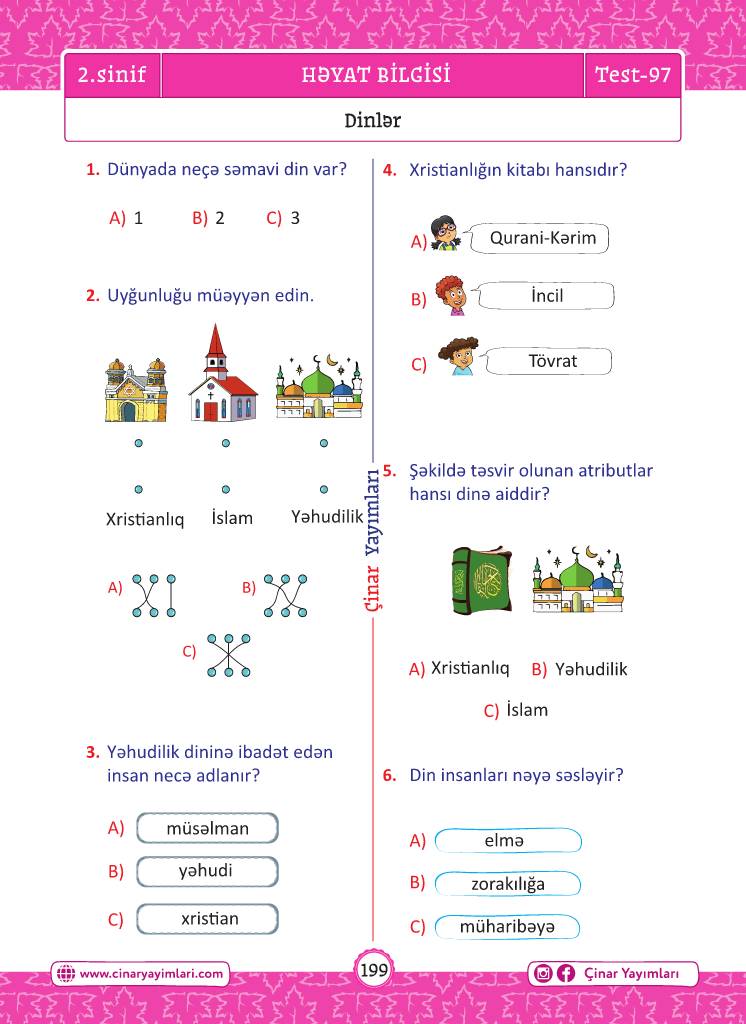 2.sinif
HƏYAT BİLGİSİ
Test-97
Dinlər
1. Dünyada neçə səmavi din var?
A) 1 B) 2 C) 3
2. Uyğunluğu müəyyən edin.
Xristianlıq İslam Yəhudilik
A) B)
C)
3. Yəhudilik dininə ibadət edən
insan necə adlanır?
A) müsəlman
B) yəhudi
C) xristian
Çinar Yayımları
4. Xristianlığın kitabı hansıdır?
A) Qurani-Kərim
B) İncil
C) Tövrat
5. Şəkildə təsvir olunan atributlar
hansı dinə aiddir?
A) Xristianlıq B) Yəhudilik
C) İslam
6. Din insanları nəyə səsləyir?
A) elmə
B) zorakılığa
C) müharibəyə
www.cinaryayimlari.com
199
Çinar Yayımları